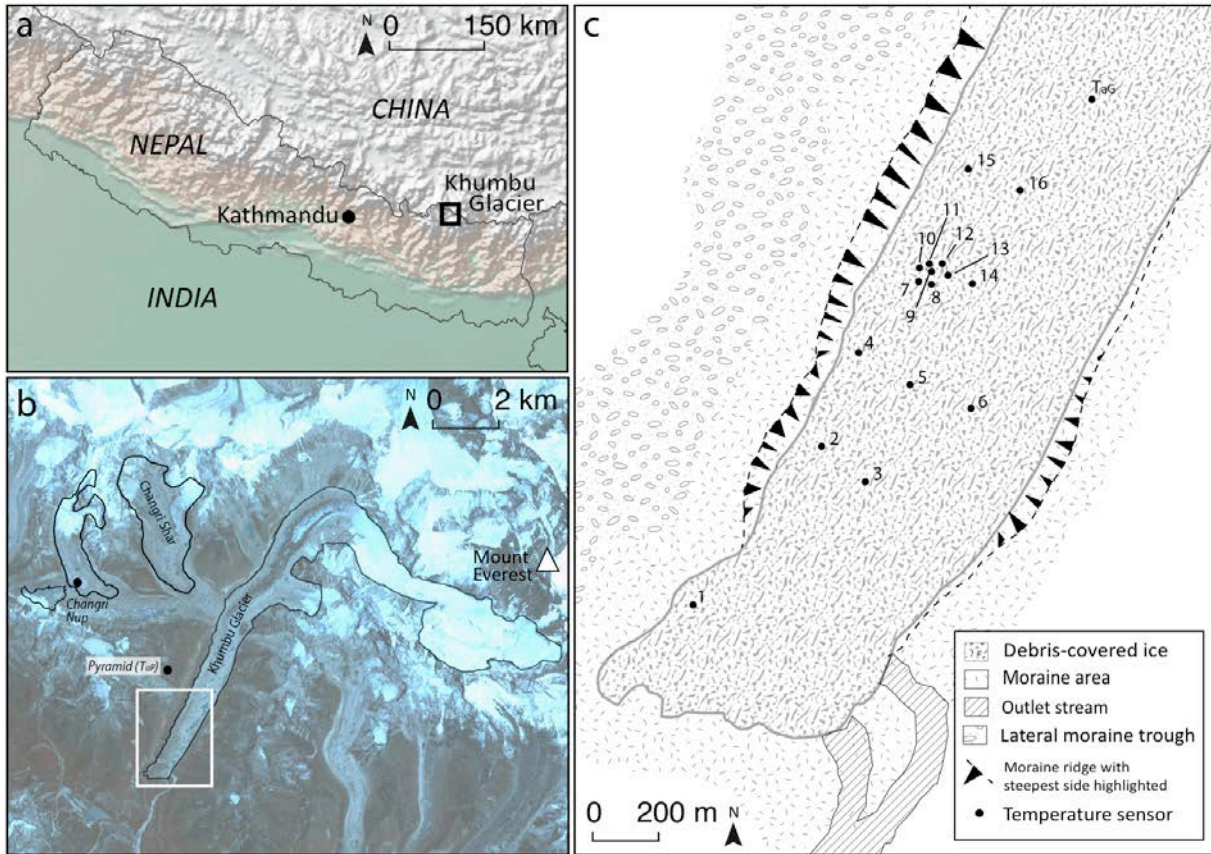 a
N
0 150 km
CHINA
NEPAL
Khumbu
Glacier
Kathmandu
INDIA
b
N
0 2 km
Changri Shar
Mount
Everest
Changri
Nup
Khumbu Glacier
Pyramid (TaP)
c
TaG
15
16
11
10
12
13
14
7
8
9
4
5
6
2
3
1
Debris-covered ice
Moraine area
Outlet stream
Lateral moraine trough
Moraine ridge with
steepest side highlighted
Temperature sensor
0 200 m
N